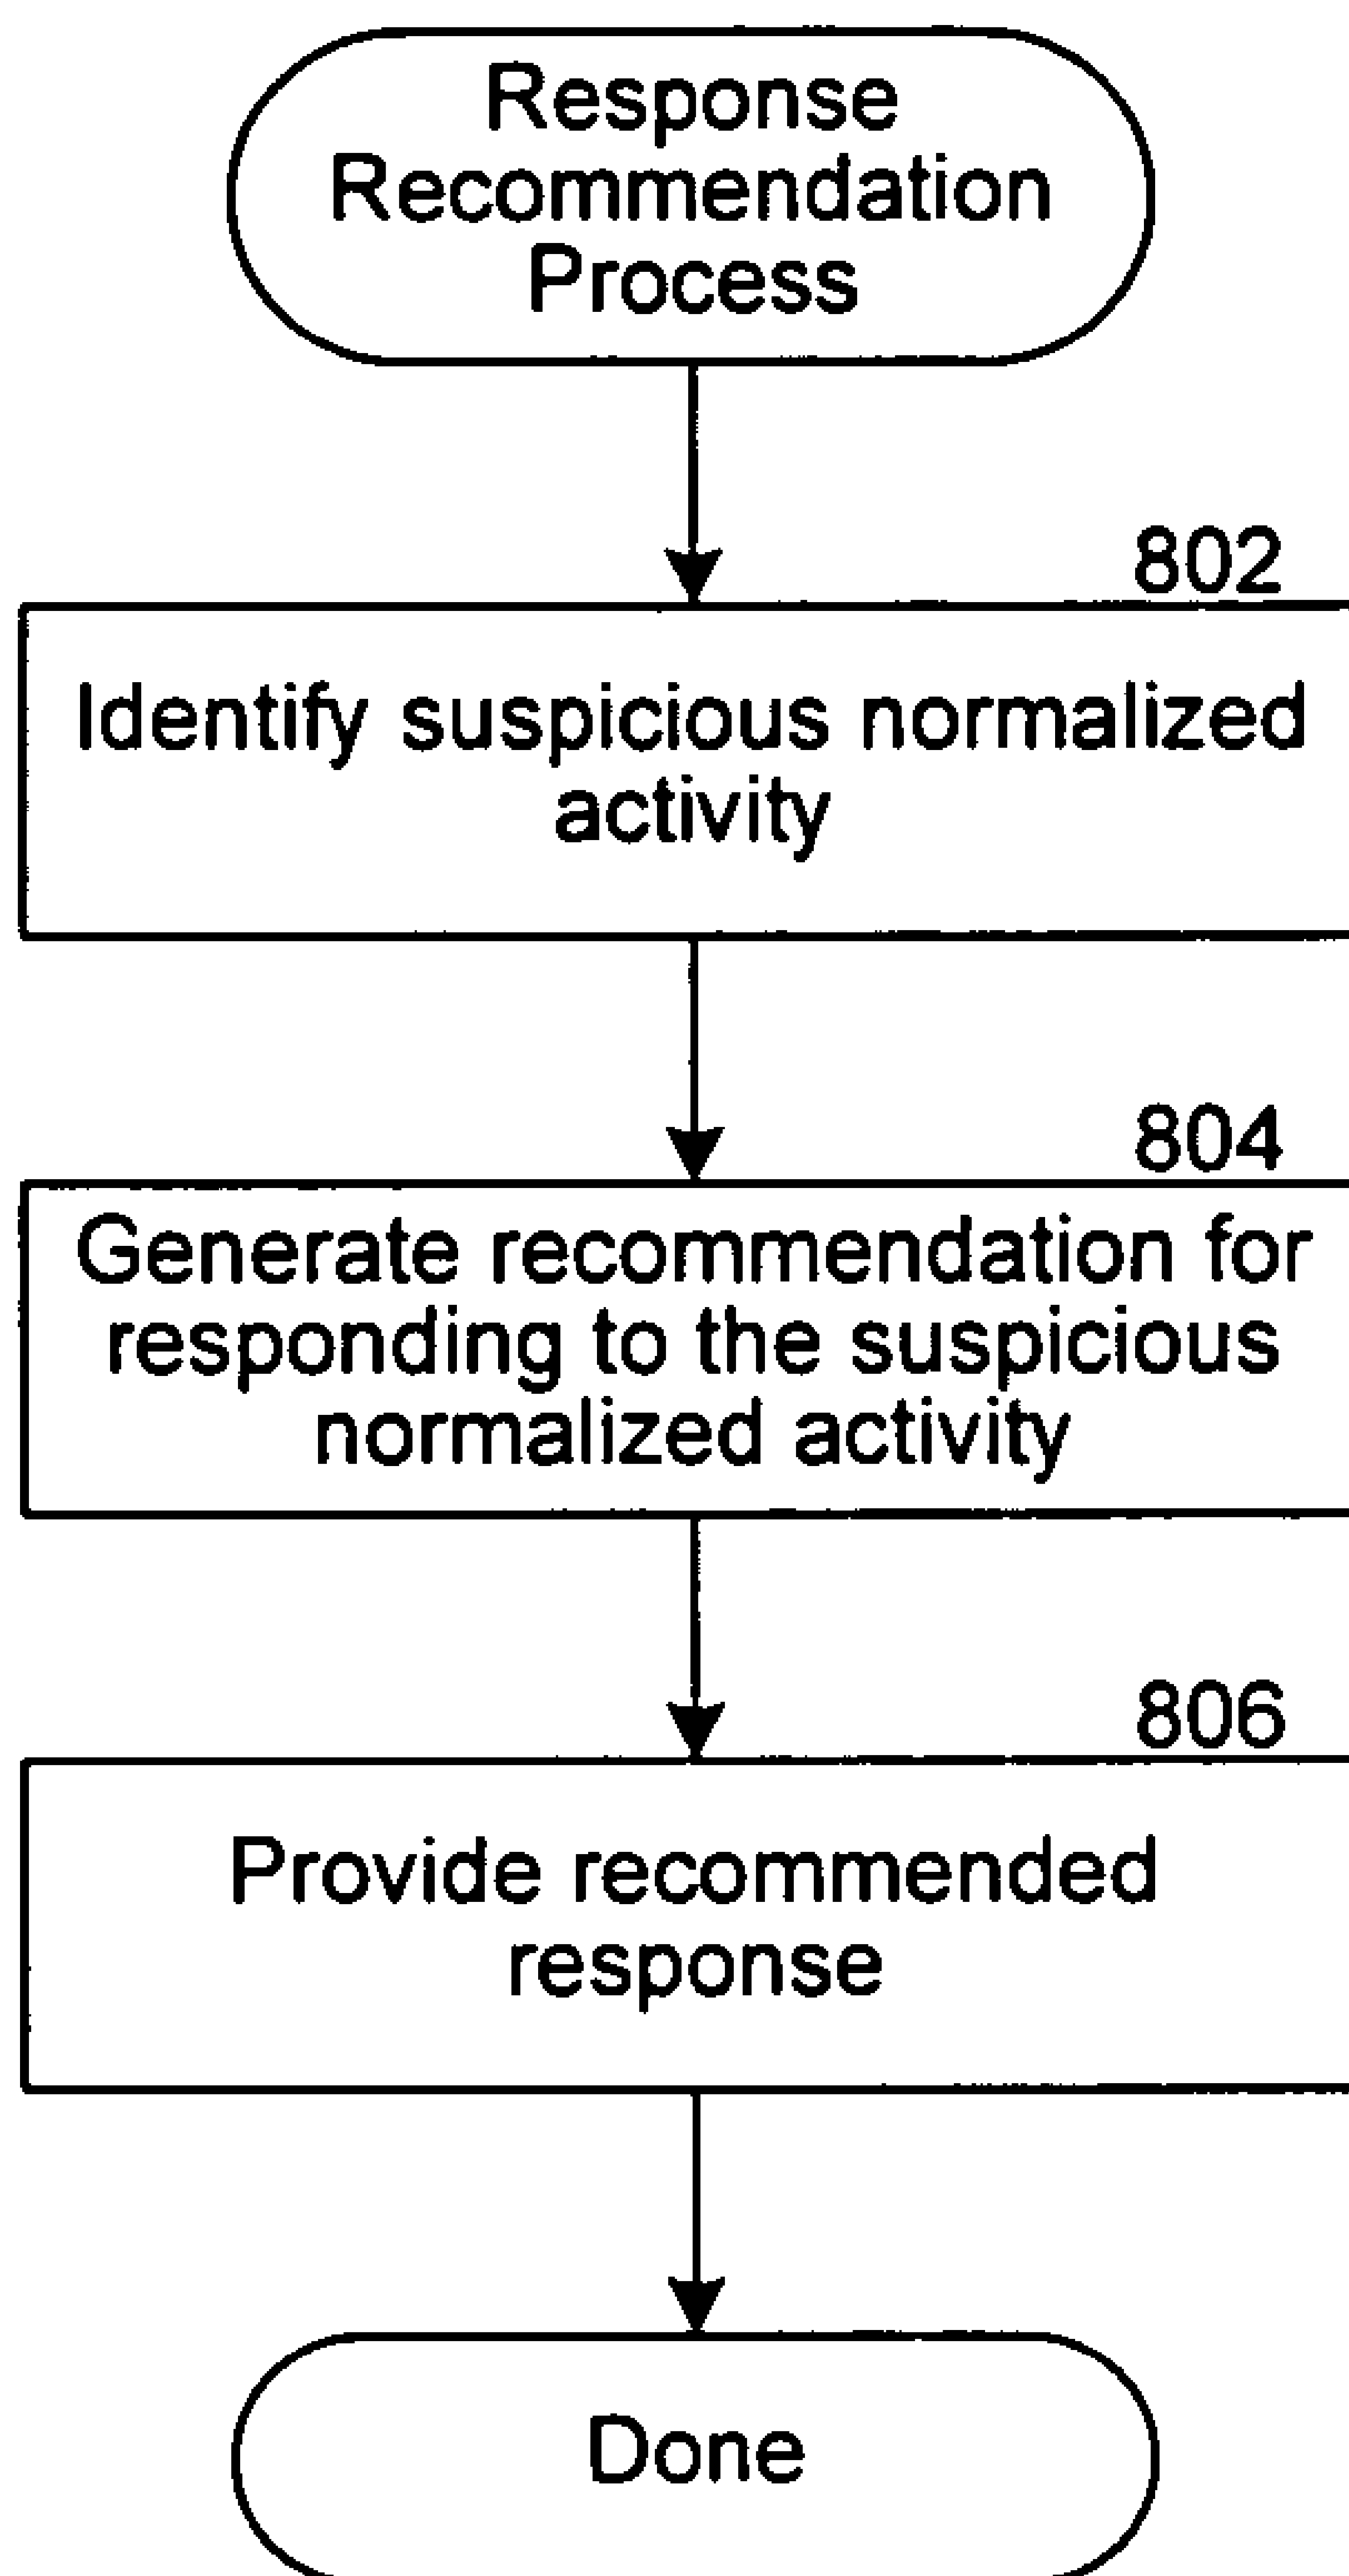 Response
Recommendation
Process
802
Identify suspicious normalized
activity
804
Generate recommendation for
responding to the suspicious
normalized activity
806
Provide recommended
response
Done